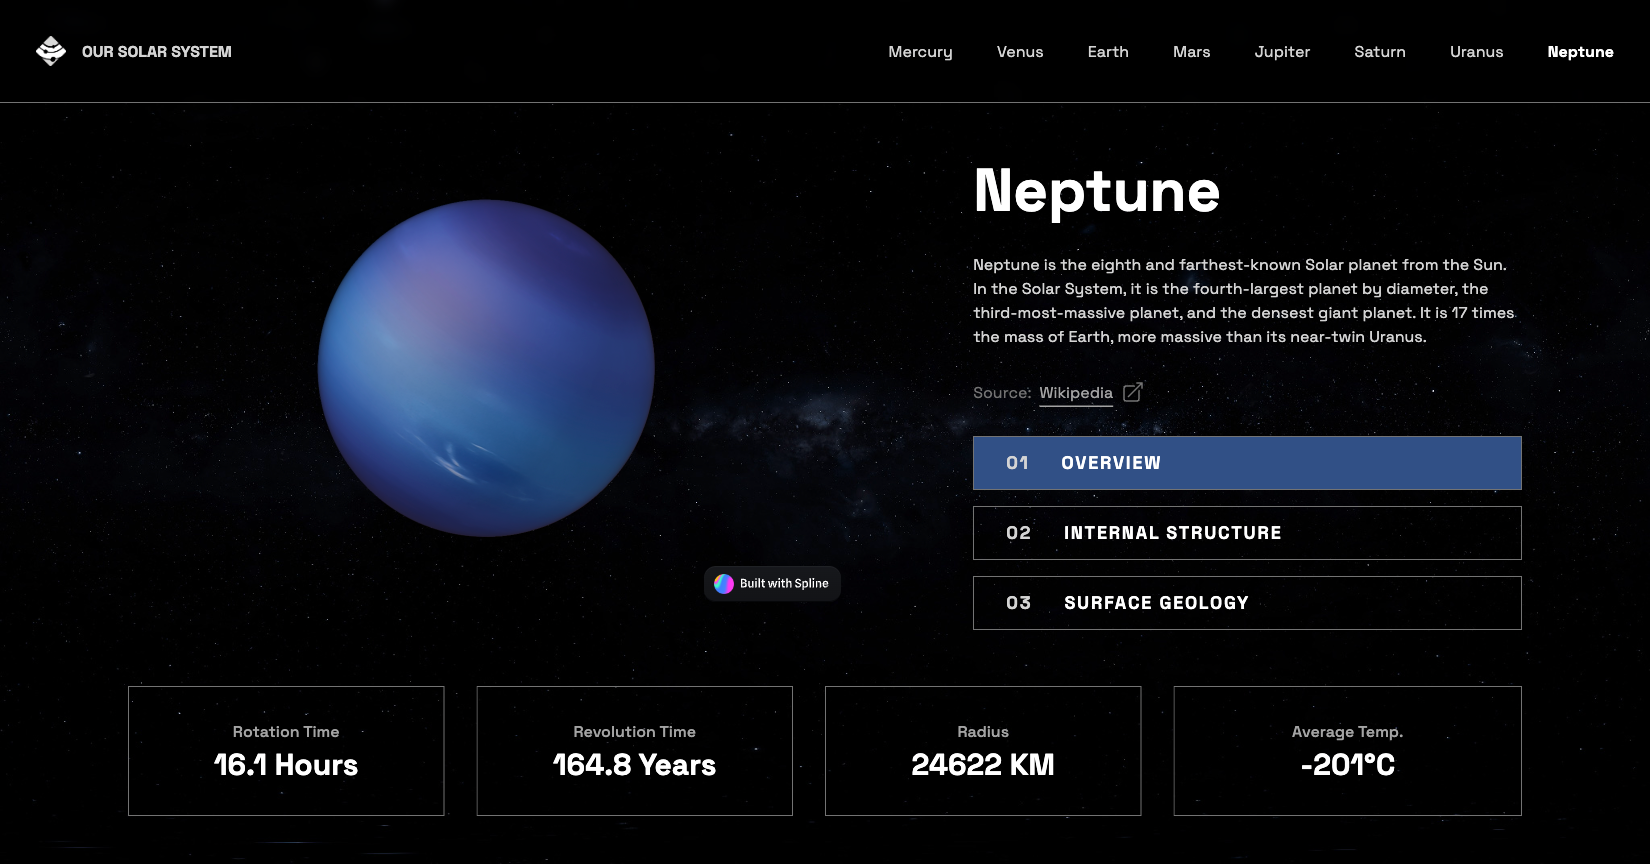 OUR SOLAR SYSTEM
Mercury Venus Earth Mars Jupiter Saturn Uranus Neptune
Neptune
Neptune is the eighth and farthest-known Solar planet from the Sun.
In the Solar System, it is the fourth-largest planet by diameter, the
third-most-massive planet, and the densest giant planet. It is 17 times
the mass of Earth, more massive than its near-twin Uranus.
Source: Wikipedia
01 OVERVIEW
02 INTERNAL STRUCTURE
03 SURFACE GEOLOGY
Built with Spline
Rotation Time
16.1 Hours
Revolution Time
164.8 Years
Radius
24622 KM
Average Temp.
-201°C